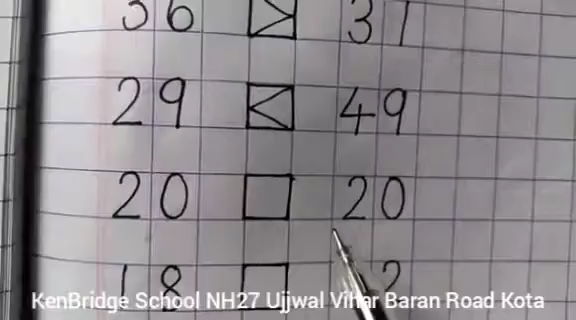 36 > 31
29 < 49
20 □ 20
18 □
KenBridge School NH27 Ujjwal Vihar Baran Road Kota